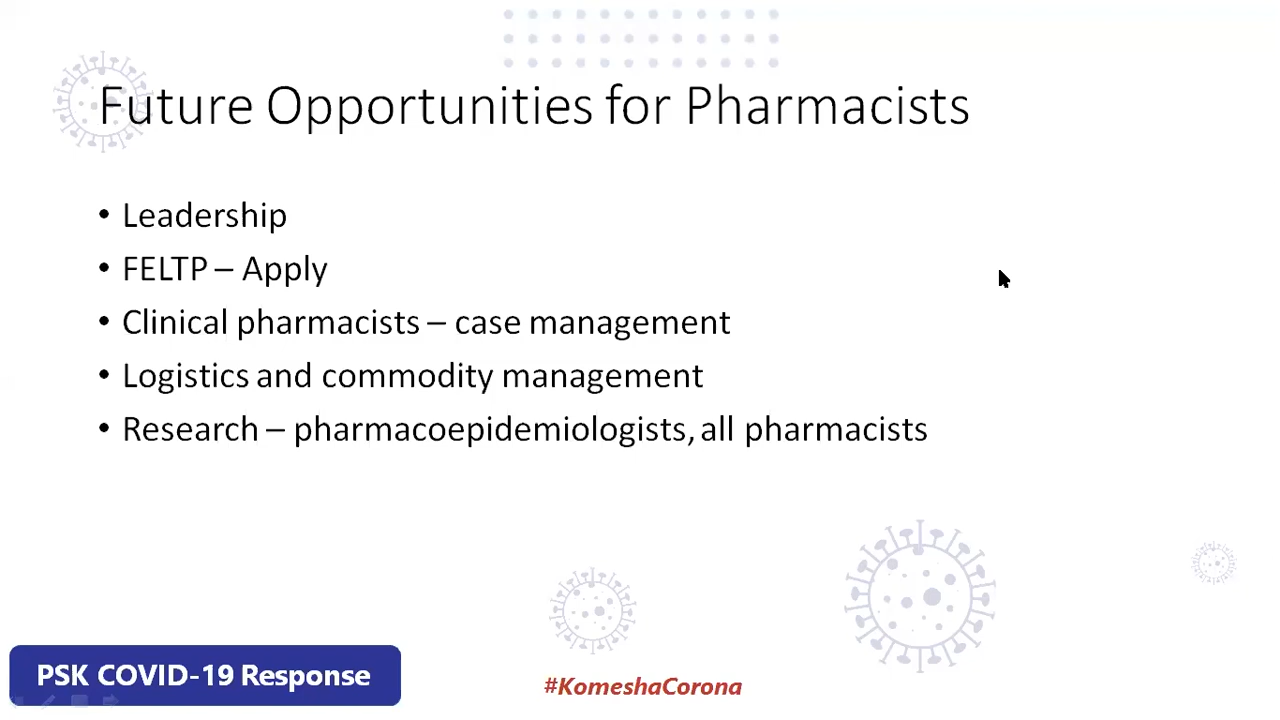 Future Opportunities for Pharmacists
• Leadership
• FELTP – Apply
• Clinical pharmacists – case management
• Logistics and commodity management
• Research – pharmacoepidemiologists, all pharmacists
PSK COVID-19 Response
#KomeshaCorona